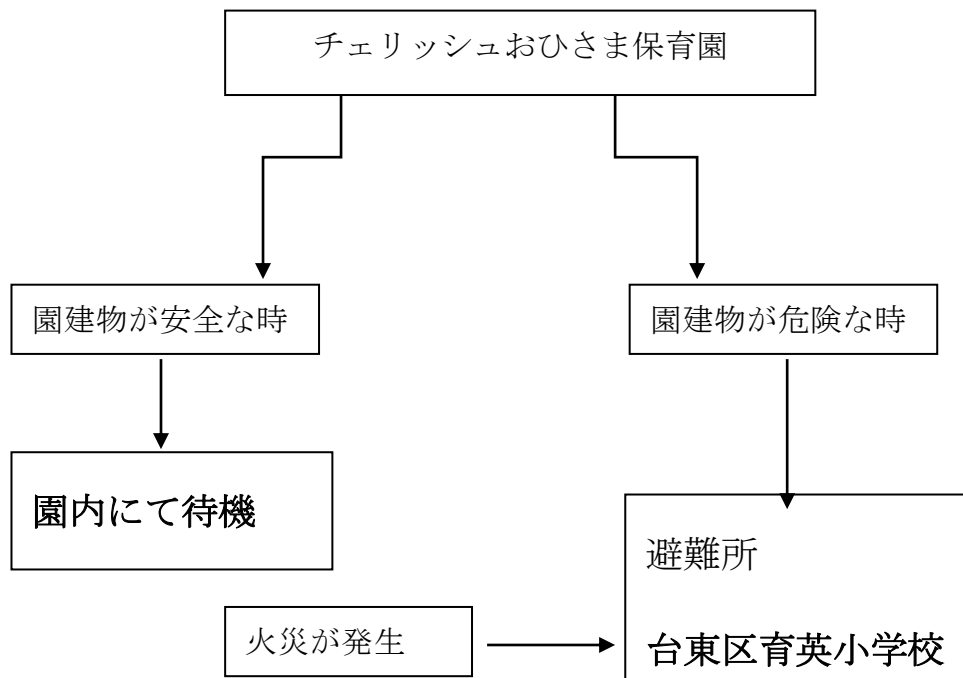 チェリッシュおひさま保育園
園建物が安全な時
園建物が危険な時
園内にて待機
避難所
火災が発生
台東区育英小学校